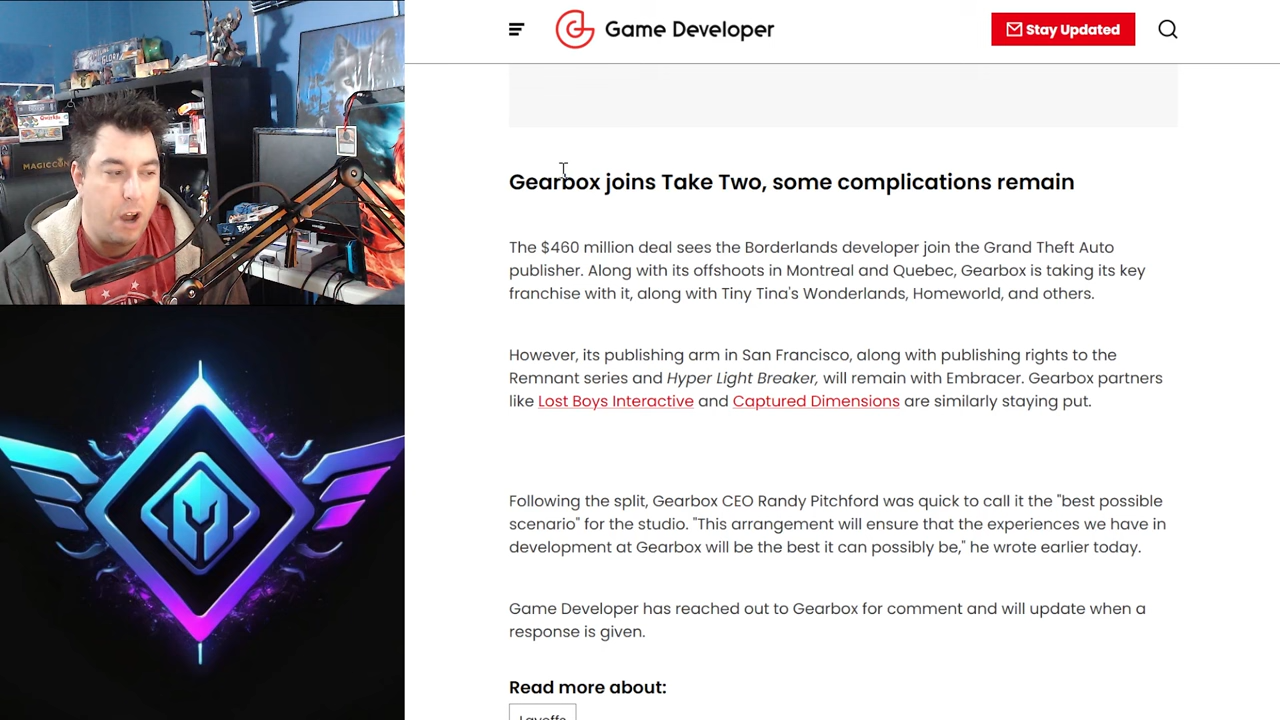 Game Developer
Stay Updated
GLORY
Qwirkle
MAGICCON
Gearbox joins Take Two, some complications remain
The $460 million deal sees the Borderlands developer join the Grand Theft Auto
publisher. Along with its offshoots in Montreal and Quebec, Gearbox is taking its key
franchise with it, along with Tiny Tina's Wonderlands, Homeworld, and others.
However, its publishing arm in San Francisco, along with publishing rights to the
Remnant series and Hyper Light Breaker, will remain with Embracer. Gearbox partners
like Lost Boys Interactive and Captured Dimensions are similarly staying put.
Following the split, Gearbox CEO Randy Pitchford was quick to call it the "best possible
scenario" for the studio. "This arrangement will ensure that the experiences we have in
development at Gearbox will be the best it can possibly be," he wrote earlier today.
Game Developer has reached out to Gearbox for comment and will update when a
response is given.
Read more about:
Layoffs